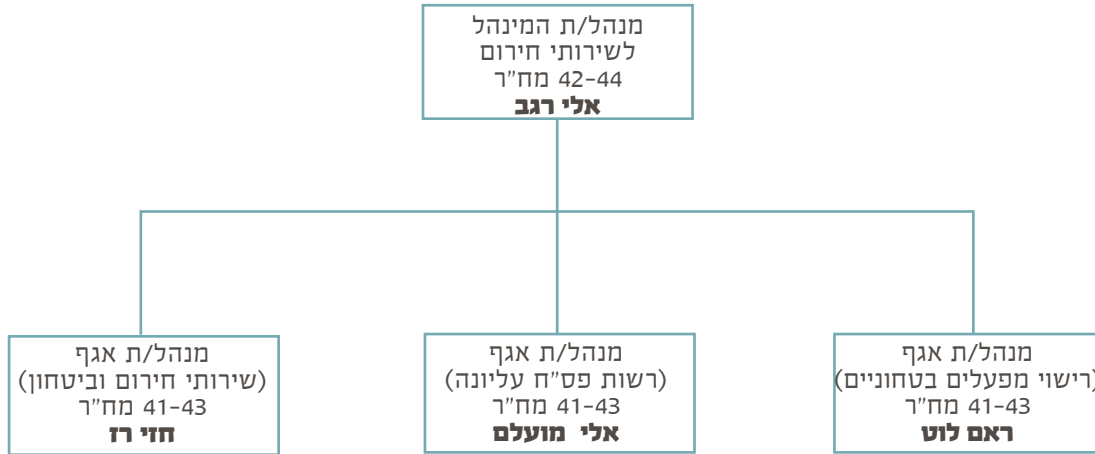 מנהל/ת המינהל
לשירותי חירום
42-44 מח"ר
אלי רגב
מנהל/ת אגף
(רישוי מפעלים בטחוניים)
41-43 מח"ר
ראם לוט
מנהל/ת אגף
(רשות פס"ח עליונה)
41-43 מח"ר
אלי מועלם
מנהל/ת אגף
(שירותי חירום וביטחון)
41-43 מח"ר
חזי רז